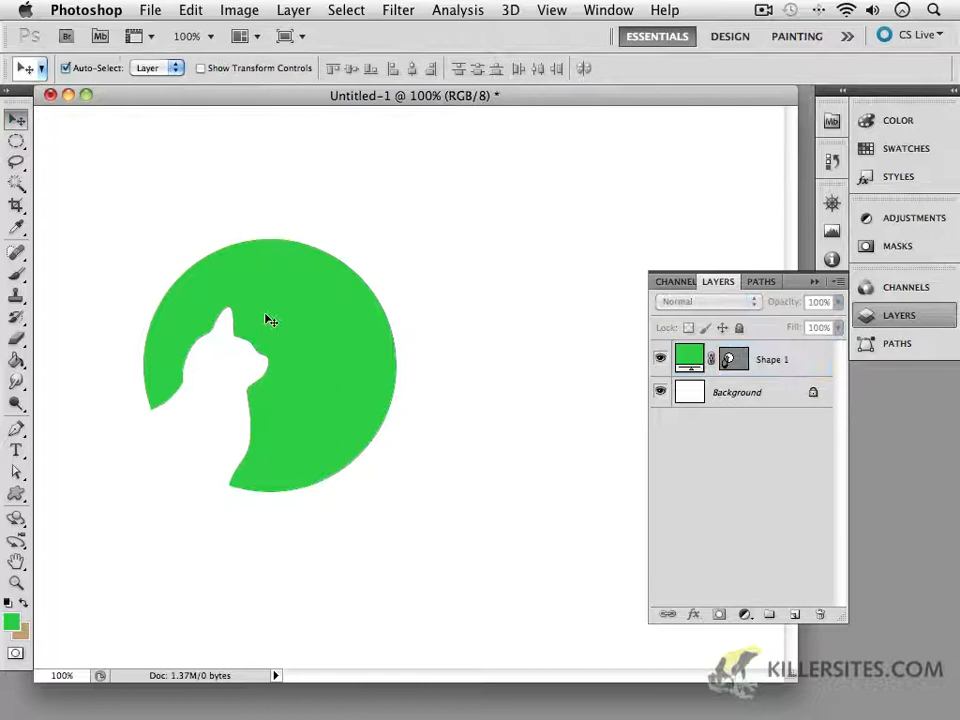 Photoshop File Edit Image Layer Select Filter Analysis 3D View Window Help
Ps Br Mb 100% ESSENTIALS DESIGN PAINTING CS Live
Auto-Select: Layer Show Transform Controls
Untitled-1 @ 100% (RGB/8) *
Mb COLOR
SWATCHES
STYLES
ADJUSTMENTS
MASKS
CHANNELS
LAYERS
PATHS
CHANNEL LAYERS PATHS
Normal Opacity: 100%
Lock: Fill: 100%
Shape 1
Background
100% Doc: 1.37M/0 bytes
KILLERSITES.COM